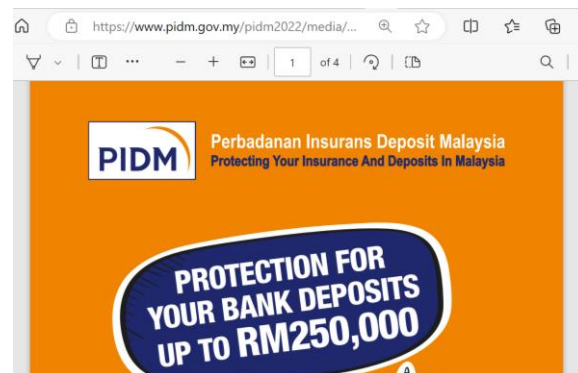 https://www.pidm.gov.my/pidm2022/media/...
1 of 4
PIDM
Perbadanan Insurans Deposit Malaysia
Protecting Your Insurance And Deposits In Malaysia
PROTECTION FOR
YOUR BANK DEPOSITS
UP TO RM250,000
A